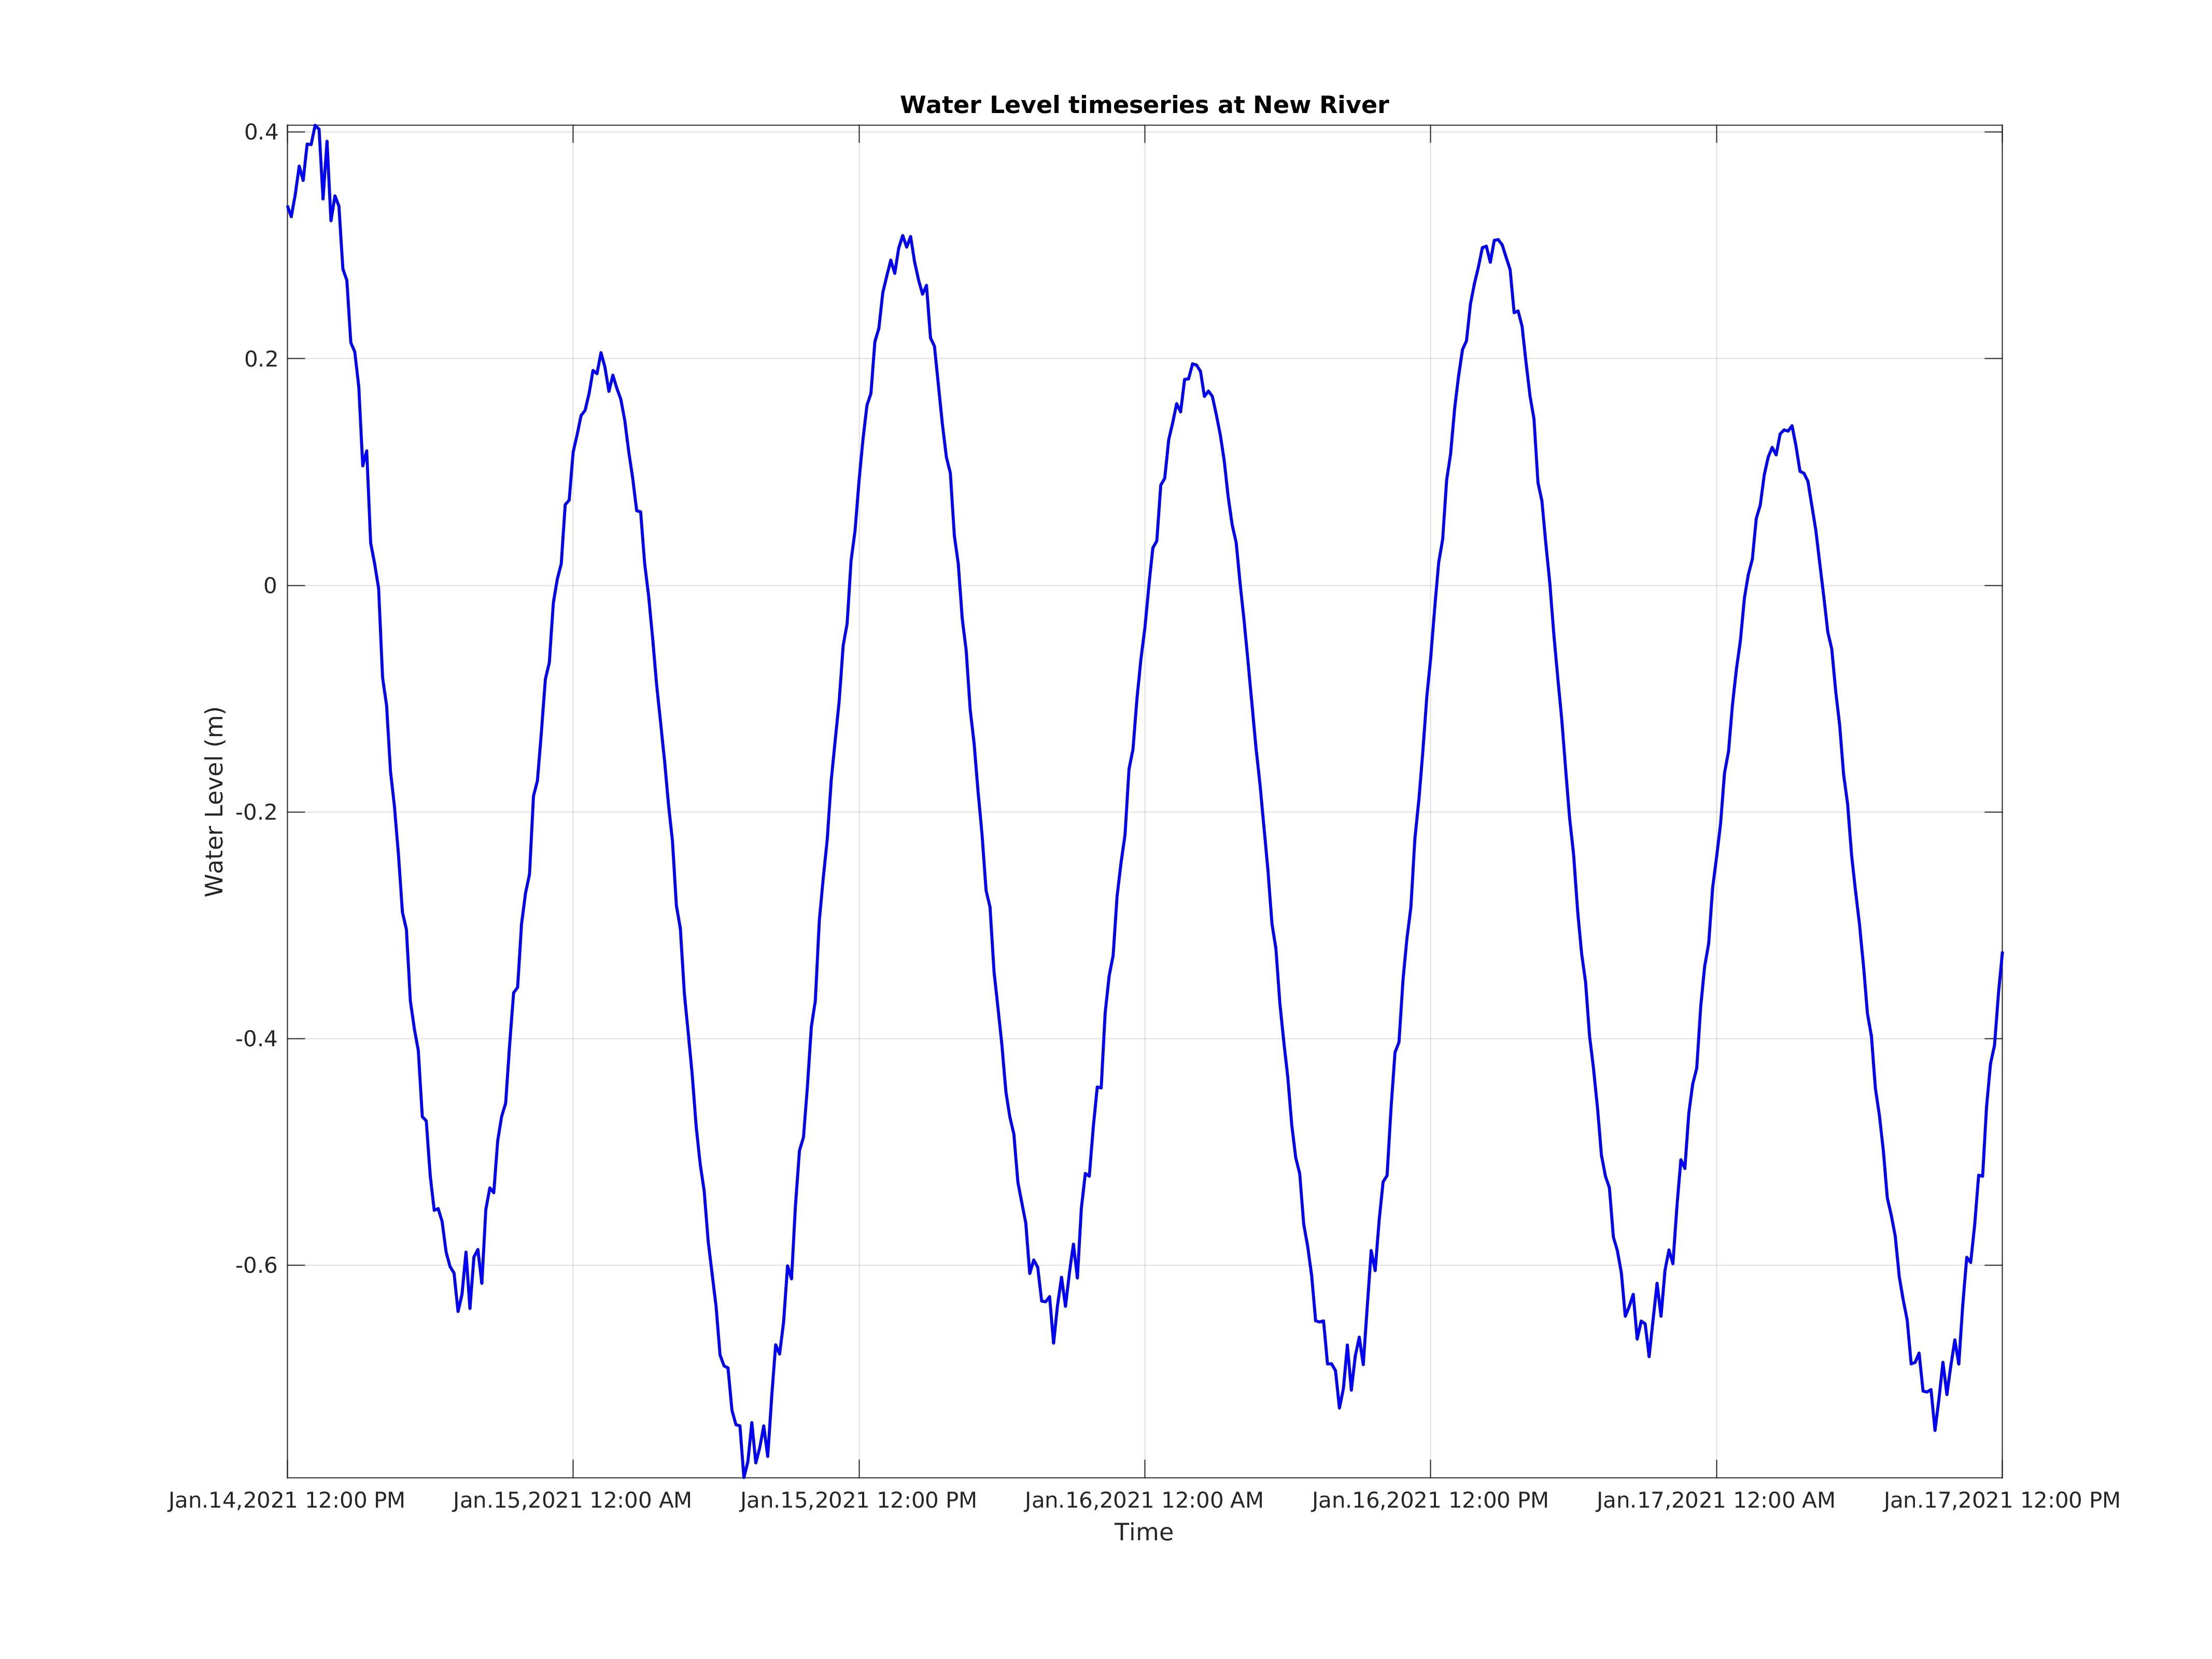 Water Level timeseries at New River
0.4
0.2
0
-0.2
-0.4
-0.6
Water Level (m)
Jan.14,2021 12:00 PM
Jan.15,2021 12:00 AM
Jan.15,2021 12:00 PM
Jan.16,2021 12:00 AM
Jan.16,2021 12:00 PM
Jan.17,2021 12:00 AM
Jan.17,2021 12:00 PM
Time